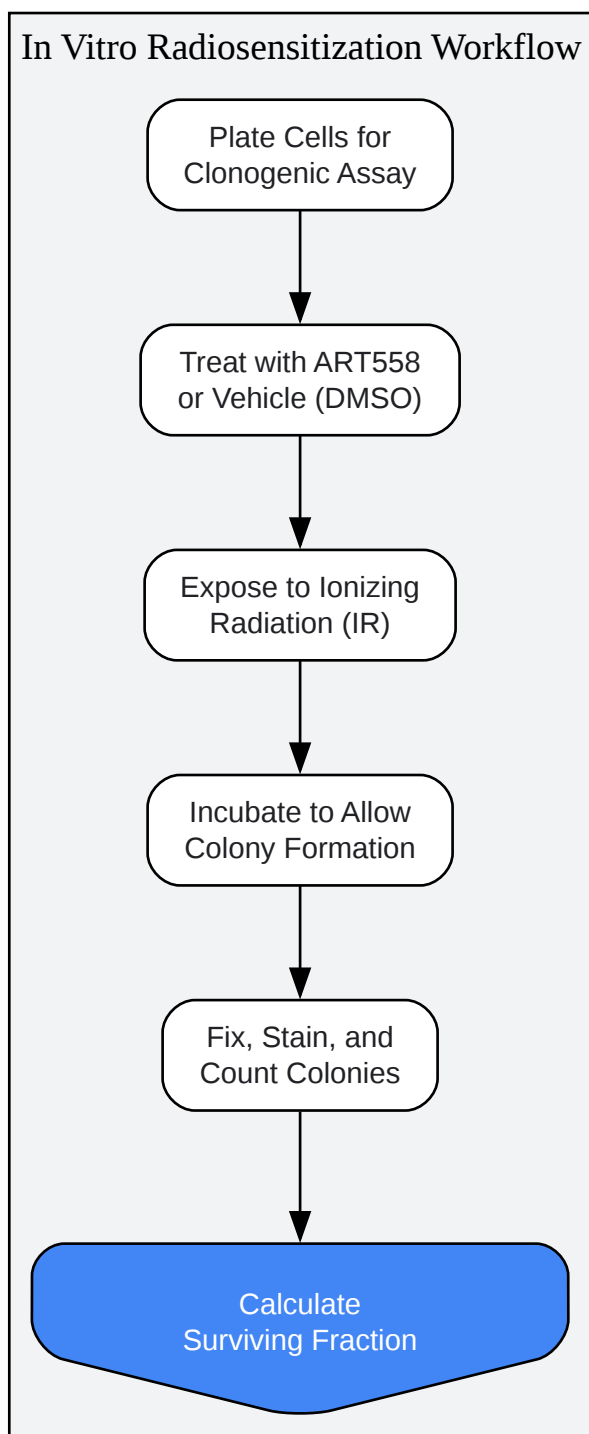 In Vitro Radiosensitization Workflow
Plate Cells for
Clonogenic Assay
Treat with ART558
or Vehicle (DMSO)
Expose to Ionizing
Radiation (IR)
Incubate to Allow
Colony Formation
Fix, Stain, and
Count Colonies
Calculate
Surviving Fraction